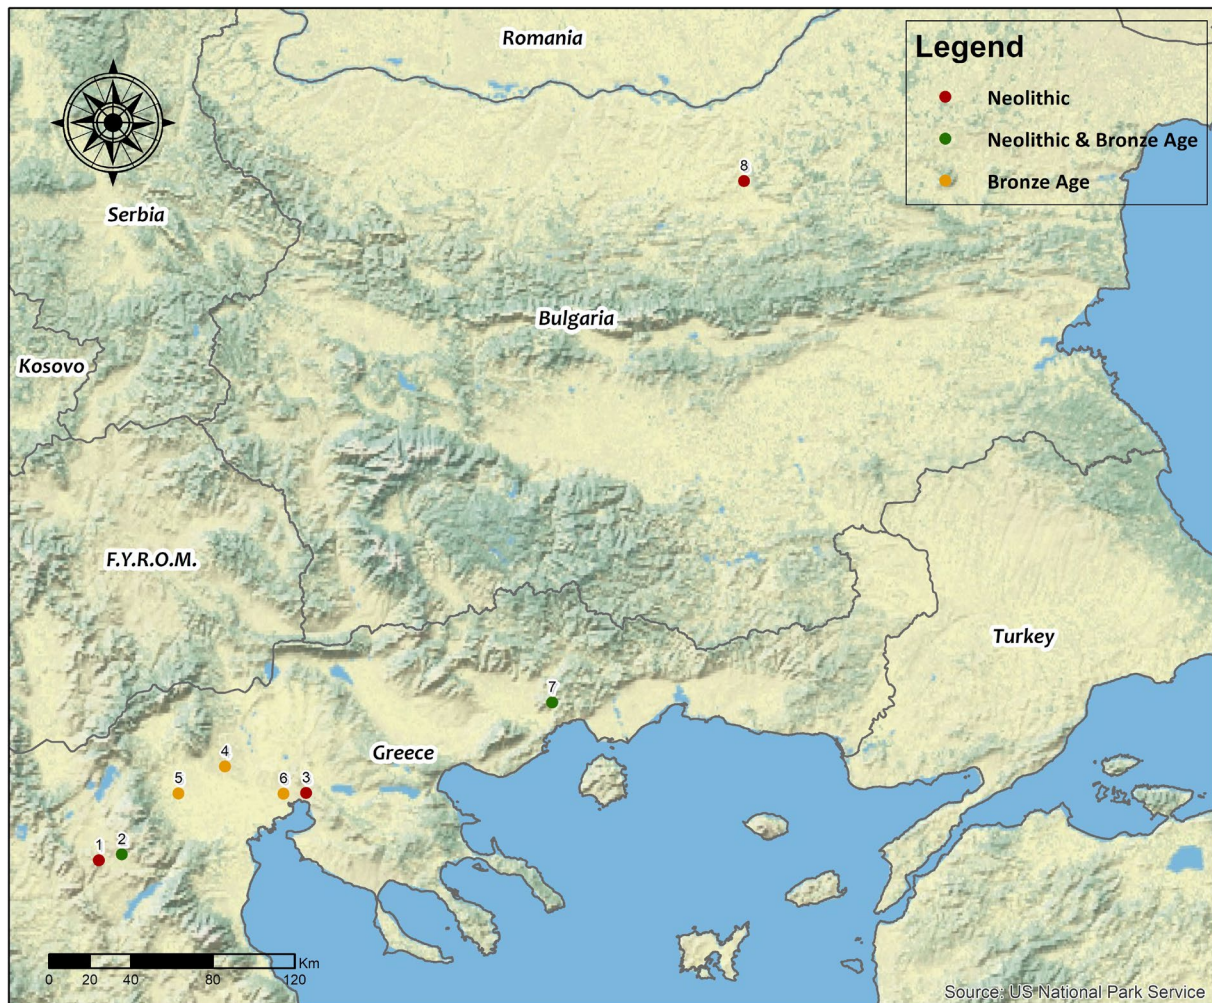 Romania
Legend
Neolithic
Neolithic & Bronze Age
Bronze Age
8
Serbia
Bulgaria
Kosovo
F.Y.R.O.M.
Turkey
7
Greece
4
5
6
3
1
2
Km
0 20 40 80 120
Source: US National Park Service